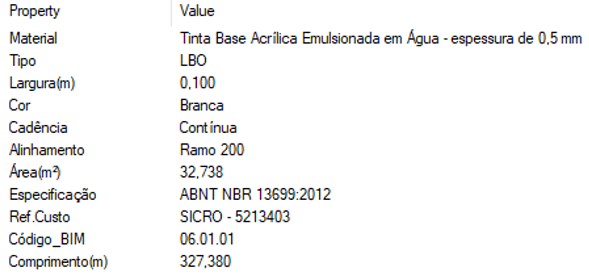 Property Value
Material Tinta Base Acrílica Emulsionada em Água - espessura de 0,5 mm
Tipo LBO
Largura(m) 0,100
Cor Branca
Cadência Contínua
Alinhamento Ramo 200
Área(m²) 32,738
Especificação ABNT NBR 13699:2012
Ref.Custo SICRO - 5213403
Código_BIM 06.01.01
Comprimento(m) 327,380